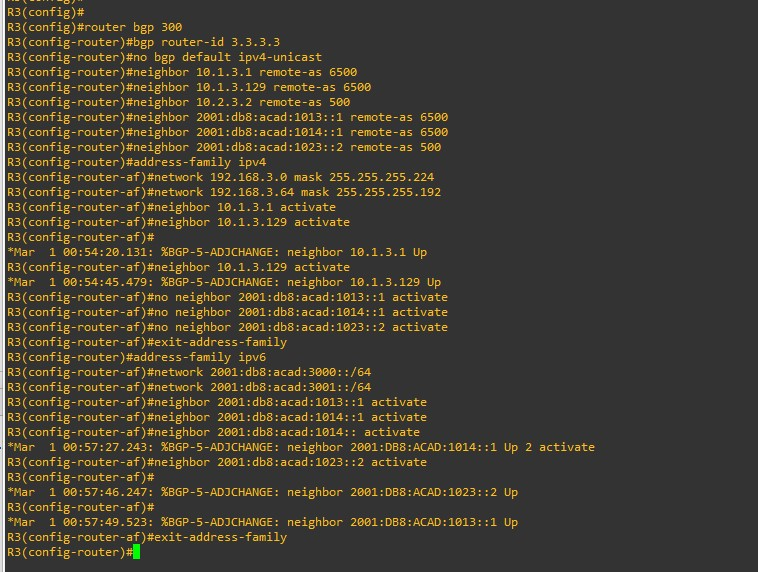 R3(config)#
R3(config)#router bgp 300
R3(config-router)#bgp router-id 3.3.3.3
R3(config-router)#no bgp default ipv4-unicast
R3(config-router)#neighbor 10.1.3.1 remote-as 6500
R3(config-router)#neighbor 10.1.3.129 remote-as 6500
R3(config-router)#neighbor 10.2.3.2 remote-as 500
R3(config-router)#neighbor 2001:db8:acad:1013::1 remote-as 6500
R3(config-router)#neighbor 2001:db8:acad:1014::1 remote-as 6500
R3(config-router)#neighbor 2001:db8:acad:1023::2 remote-as 500
R3(config-router)#address-family ipv4
R3(config-router-af)#network 192.168.3.0 mask 255.255.255.224
R3(config-router-af)#network 192.168.3.64 mask 255.255.255.192
R3(config-router-af)#neighbor 10.1.3.1 activate
R3(config-router-af)#neighbor 10.1.3.129 activate
R3(config-router-af)#
*Mar  1 00:54:20.131: %BGP-5-ADJCHANGE: neighbor 10.1.3.1 Up
R3(config-router-af)#neighbor 10.1.3.129 activate
*Mar  1 00:54:45.479: %BGP-5-ADJCHANGE: neighbor 10.1.3.129 Up
R3(config-router-af)#no neighbor 2001:db8:acad:1013::1 activate
R3(config-router-af)#no neighbor 2001:db8:acad:1014::1 activate
R3(config-router-af)#no neighbor 2001:db8:acad:1023::2 activate
R3(config-router-af)#exit-address-family
R3(config-router)#address-family ipv6
R3(config-router-af)#network 2001:db8:acad:3000::/64
R3(config-router-af)#network 2001:db8:acad:3001::/64
R3(config-router-af)#neighbor 2001:db8:acad:1013::1 activate
R3(config-router-af)#neighbor 2001:db8:acad:1014::1 activate
R3(config-router-af)#neighbor 2001:db8:acad:1014:: activate
*Mar  1 00:57:27.243: %BGP-5-ADJCHANGE: neighbor 2001:DB8:ACAD:1014::1 Up 2 activate
R3(config-router-af)#neighbor 2001:db8:acad:1023::2 activate
R3(config-router-af)#
*Mar  1 00:57:46.247: %BGP-5-ADJCHANGE: neighbor 2001:DB8:ACAD:1023::2 Up
R3(config-router-af)#
*Mar  1 00:57:49.523: %BGP-5-ADJCHANGE: neighbor 2001:DB8:ACAD:1013::1 Up
R3(config-router-af)#exit-address-family
R3(config-router)#